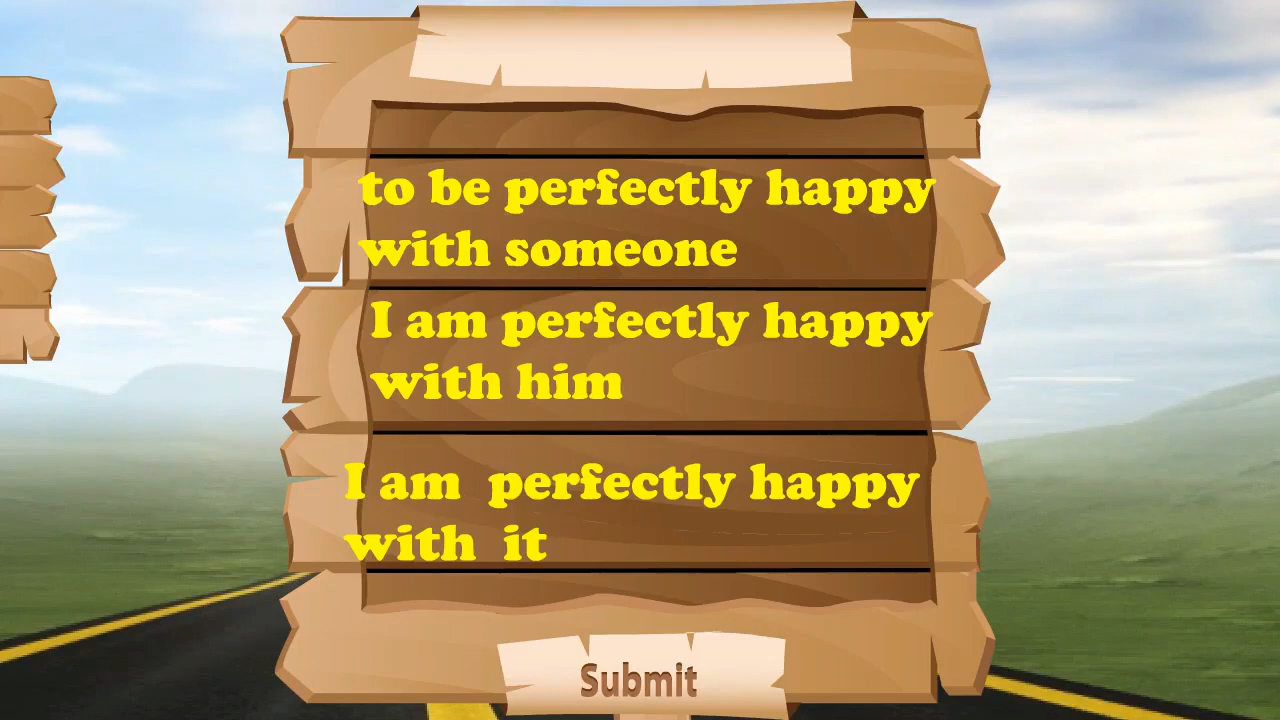 to be perfectly happy
with someone
I am perfectly happy
with him
I am perfectly happy
with it
Submit